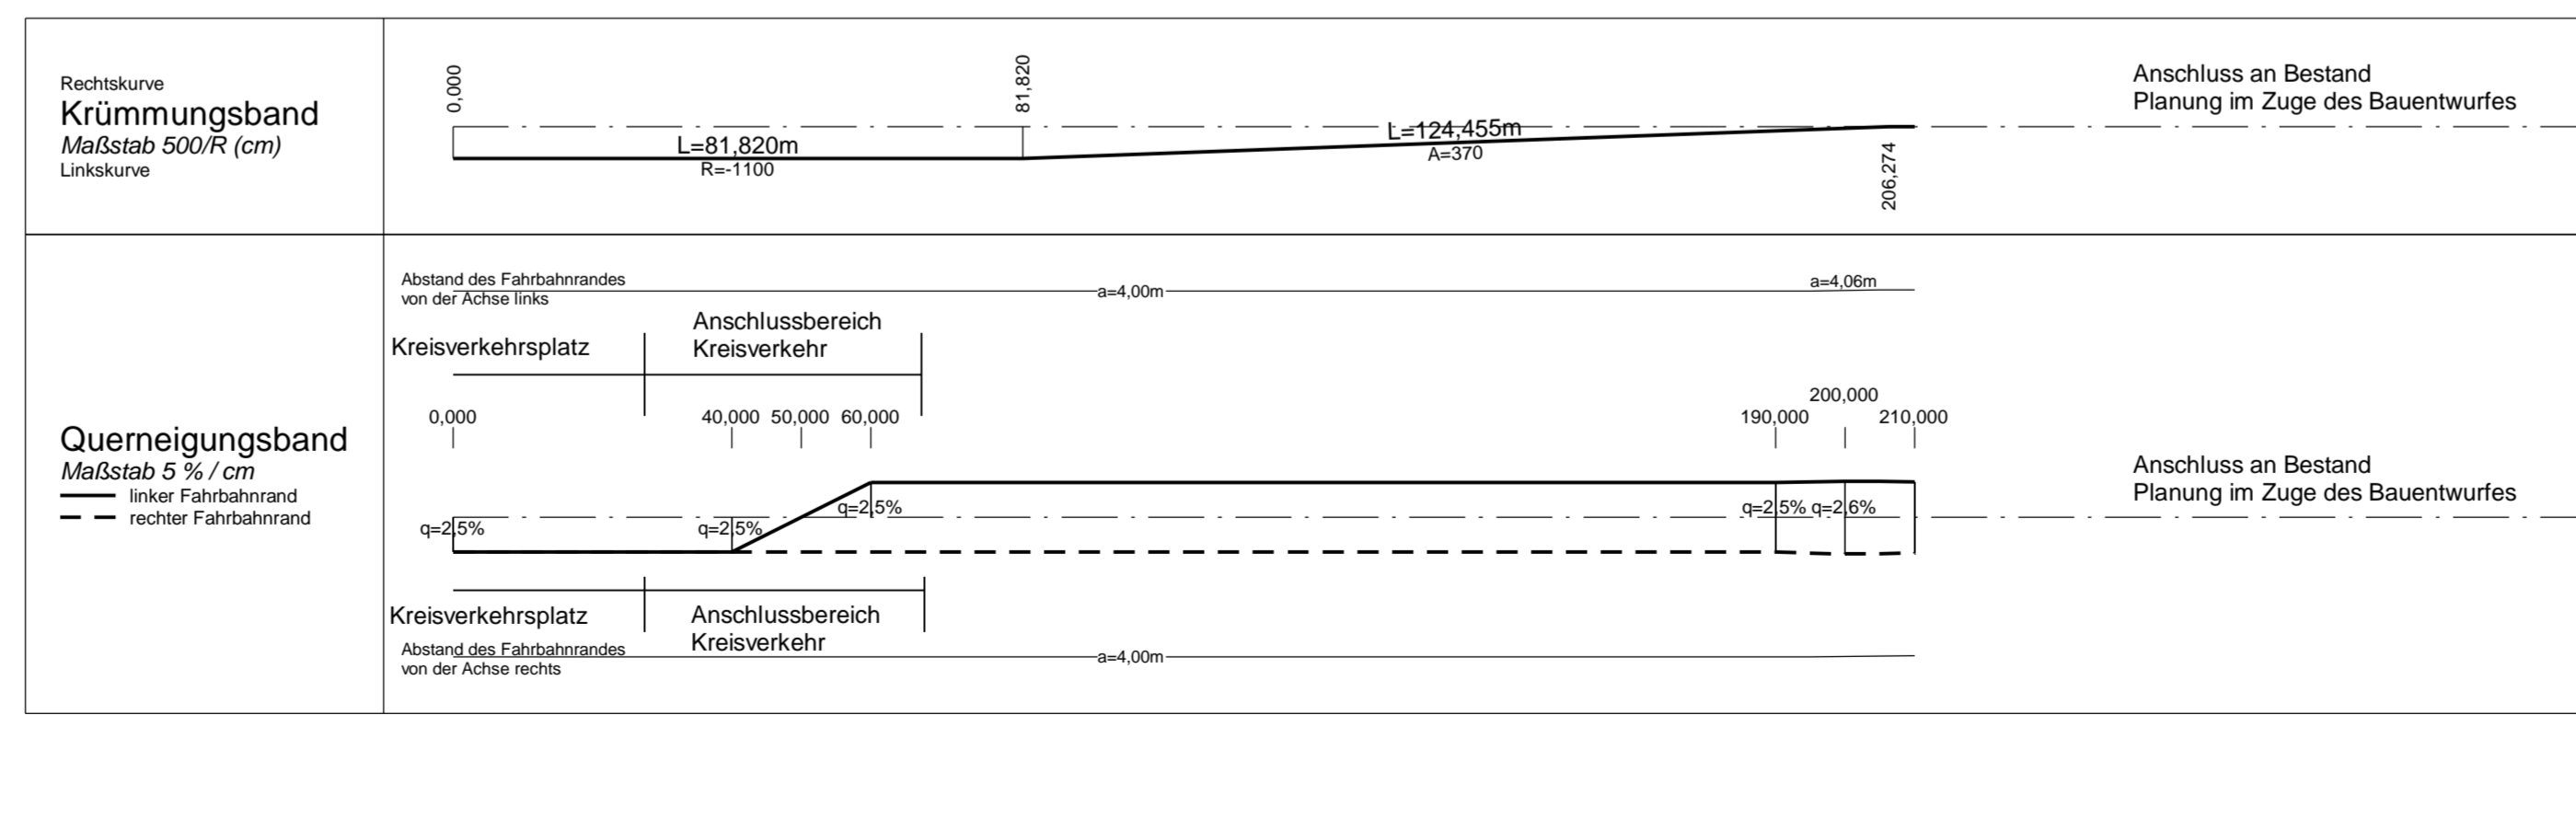 Rechtskurve
Krümmungsband
Maßstab 500/R (cm)
Linkskurve
0,000
81,820
L=81,820m
R=-1100
L=124,455m
A=370
206,274
Anschluss an Bestand
Planung im Zuge des Bauentwurfes
Abstand des Fahrbahnrandes
von der Achse links
a=4,00m
a=4,06m
Kreisverkehrsplatz
Anschlussbereich
Kreisverkehr
0,000
40,000
50,000
60,000
190,000
200,000
210,000
Querneigungsband
Maßstab 5 % / cm
linker Fahrbahnrand
rechter Fahrbahnrand
q=2,5%
q=2,5%
q=2,5%
q=2,5%
q=2,6%
Anschluss an Bestand
Planung im Zuge des Bauentwurfes
Kreisverkehrsplatz
Anschlussbereich
Kreisverkehr
Abstand des Fahrbahnrandes
von der Achse rechts
a=4,00m